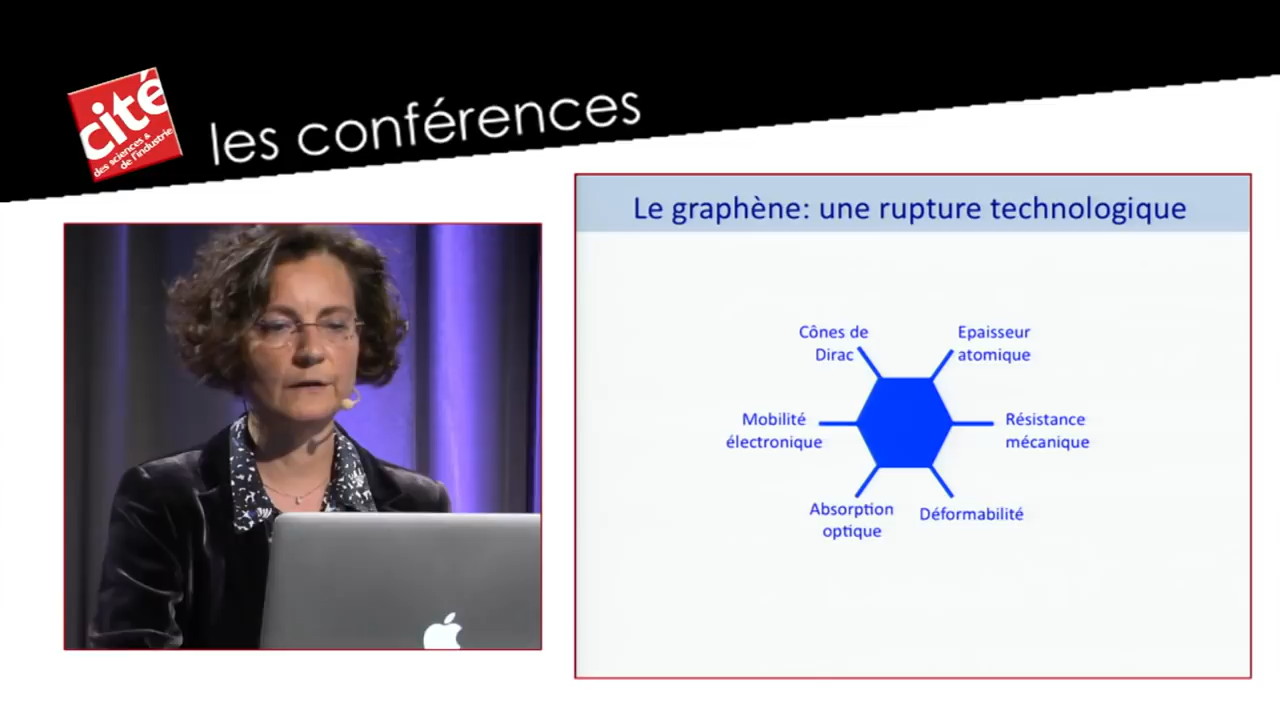 cité
des sciences &
de l'industrie
les conférences
Le graphène: une rupture technologique
Cônes de
Dirac
Epaisseur
atomique
Mobilité
électronique
Résistance
mécanique
Absorption
optique
Déformabilité